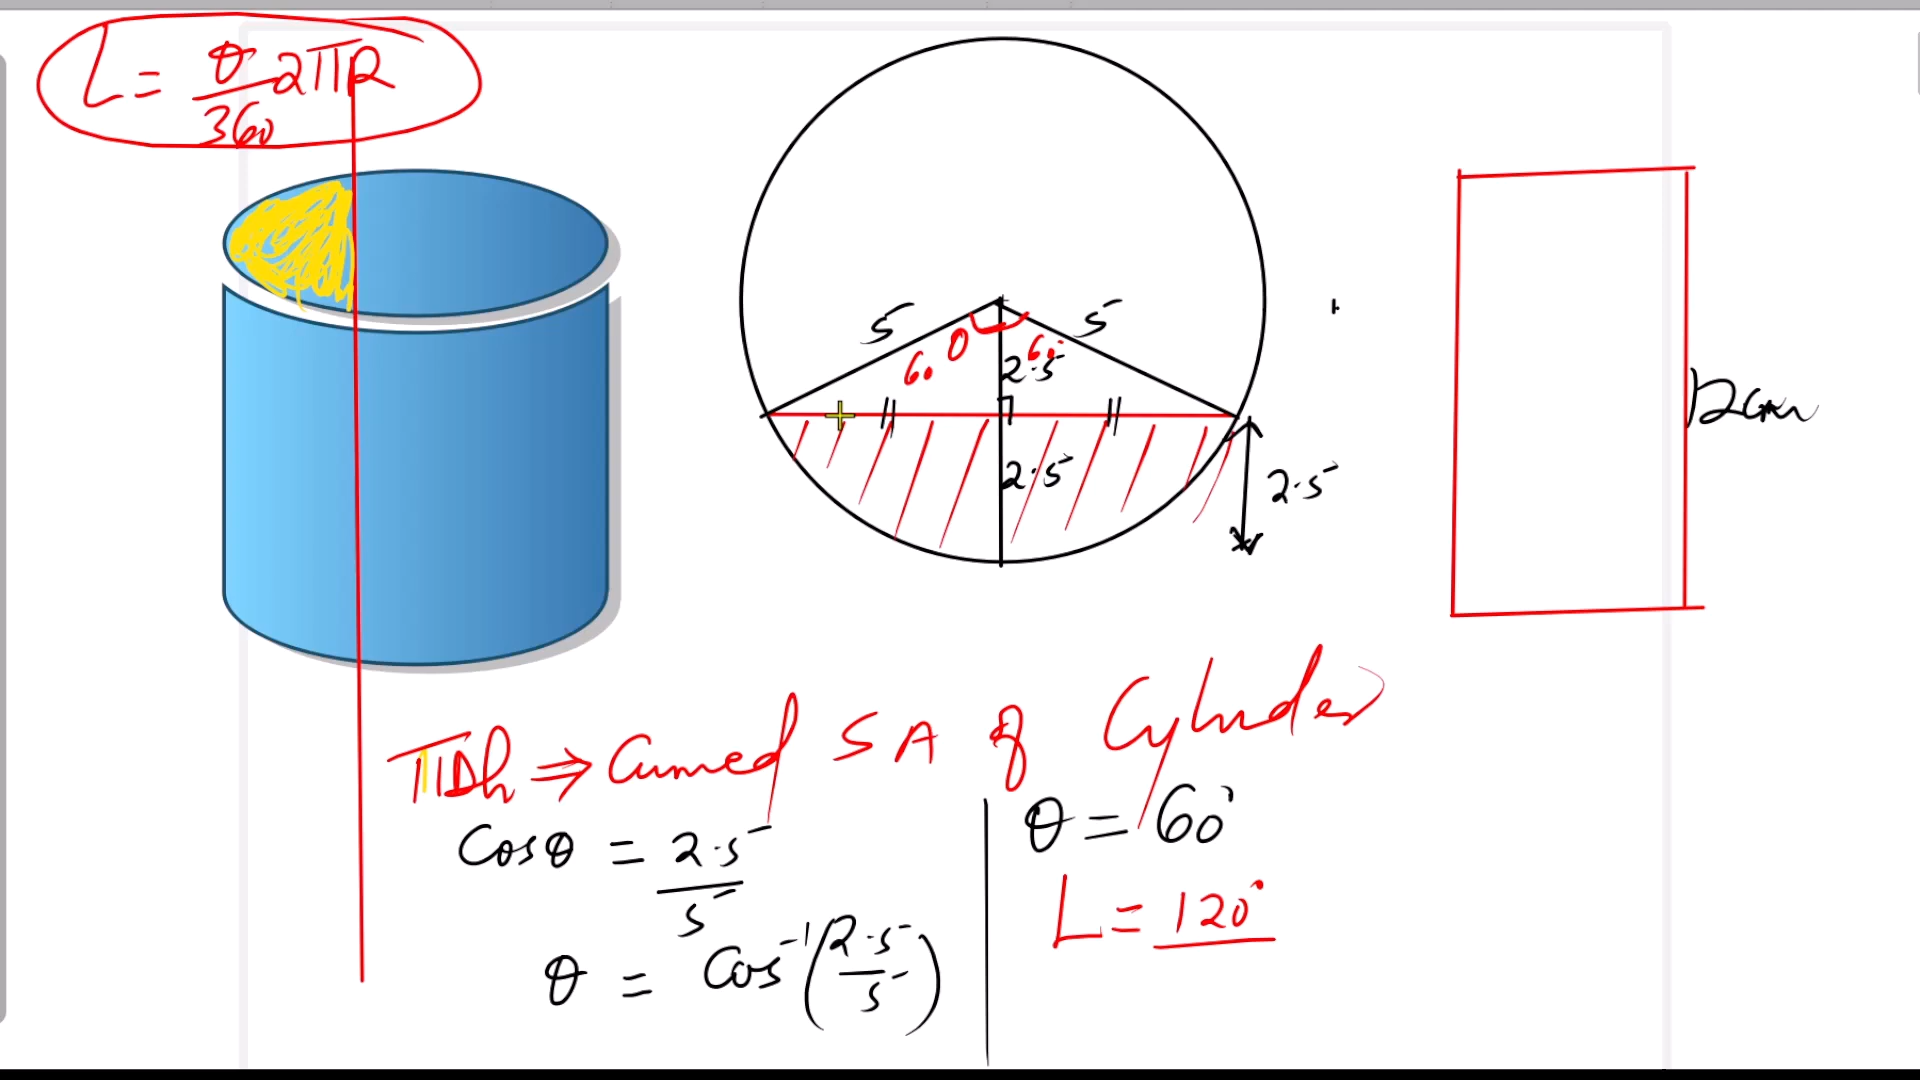 L = θ/360 2πR
5 5
60 θ 60
2.5
2.5 2.5
12cm
πDh ⇒ Curved S A of Cylinder
Cosθ = 2.5/5
θ = Cos⁻¹(2.5/5)
θ = 60°
L = 120°